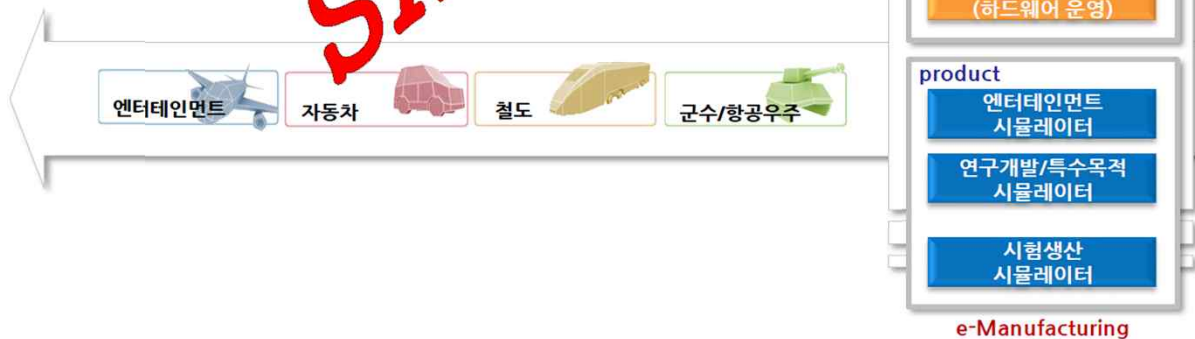 (하드웨어 운영)
product
엔터테인먼트
시뮬레이터
연구개발/특수목적
시뮬레이터
시험생산
시뮬레이터
e-Manufacturing
엔터테인먼트
자동차
철도
군수/항공우주